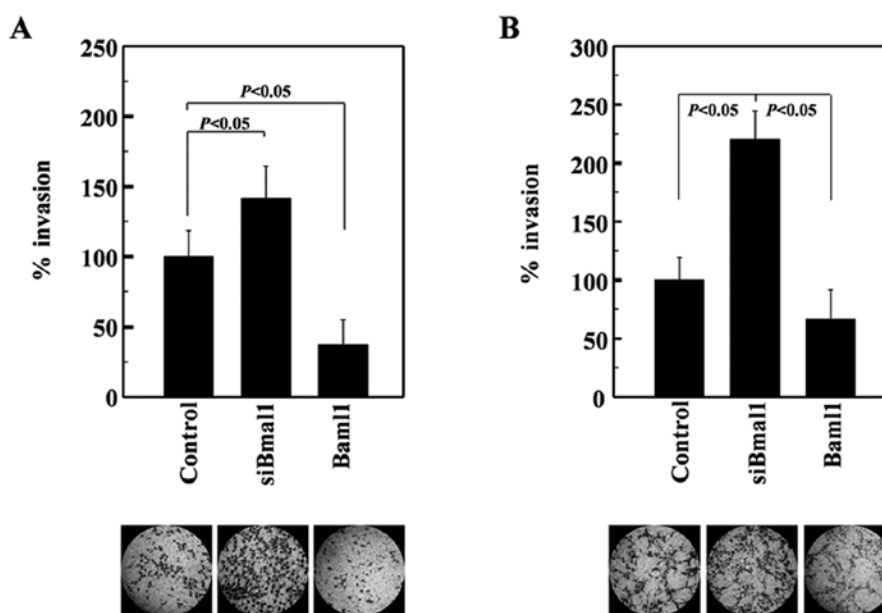 A
% invasion
250
200
150
100
50
0
P<0.05
P<0.05
Control
siBmal1
Baml1
B
% invasion
300
250
200
150
100
50
0
P<0.05 P<0.05
Control
siBmal1
Baml1